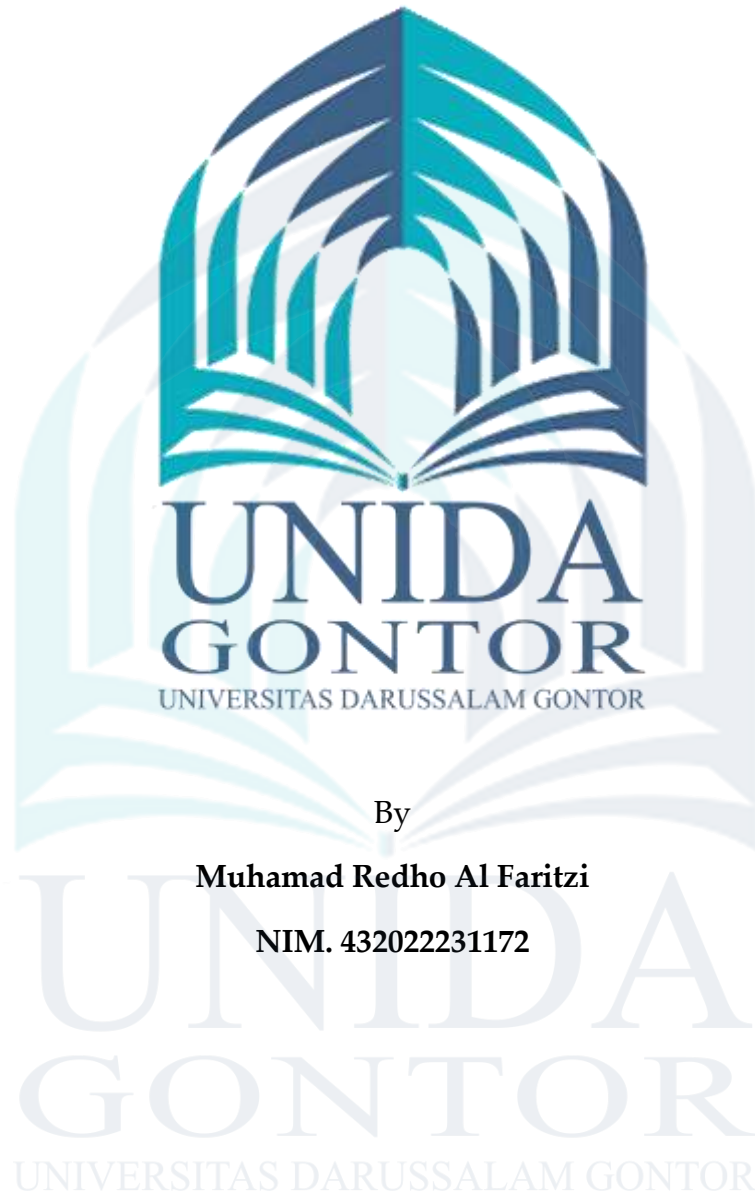 UNIDA
GONTOR
UNIVERSITAS DARUSSALAM GONTOR
By
Muhamad Redho Al Faritzi
NIM. 432022231172
UNIDA
GONTOR
UNIVERSITAS DARUSSALAM GONTOR